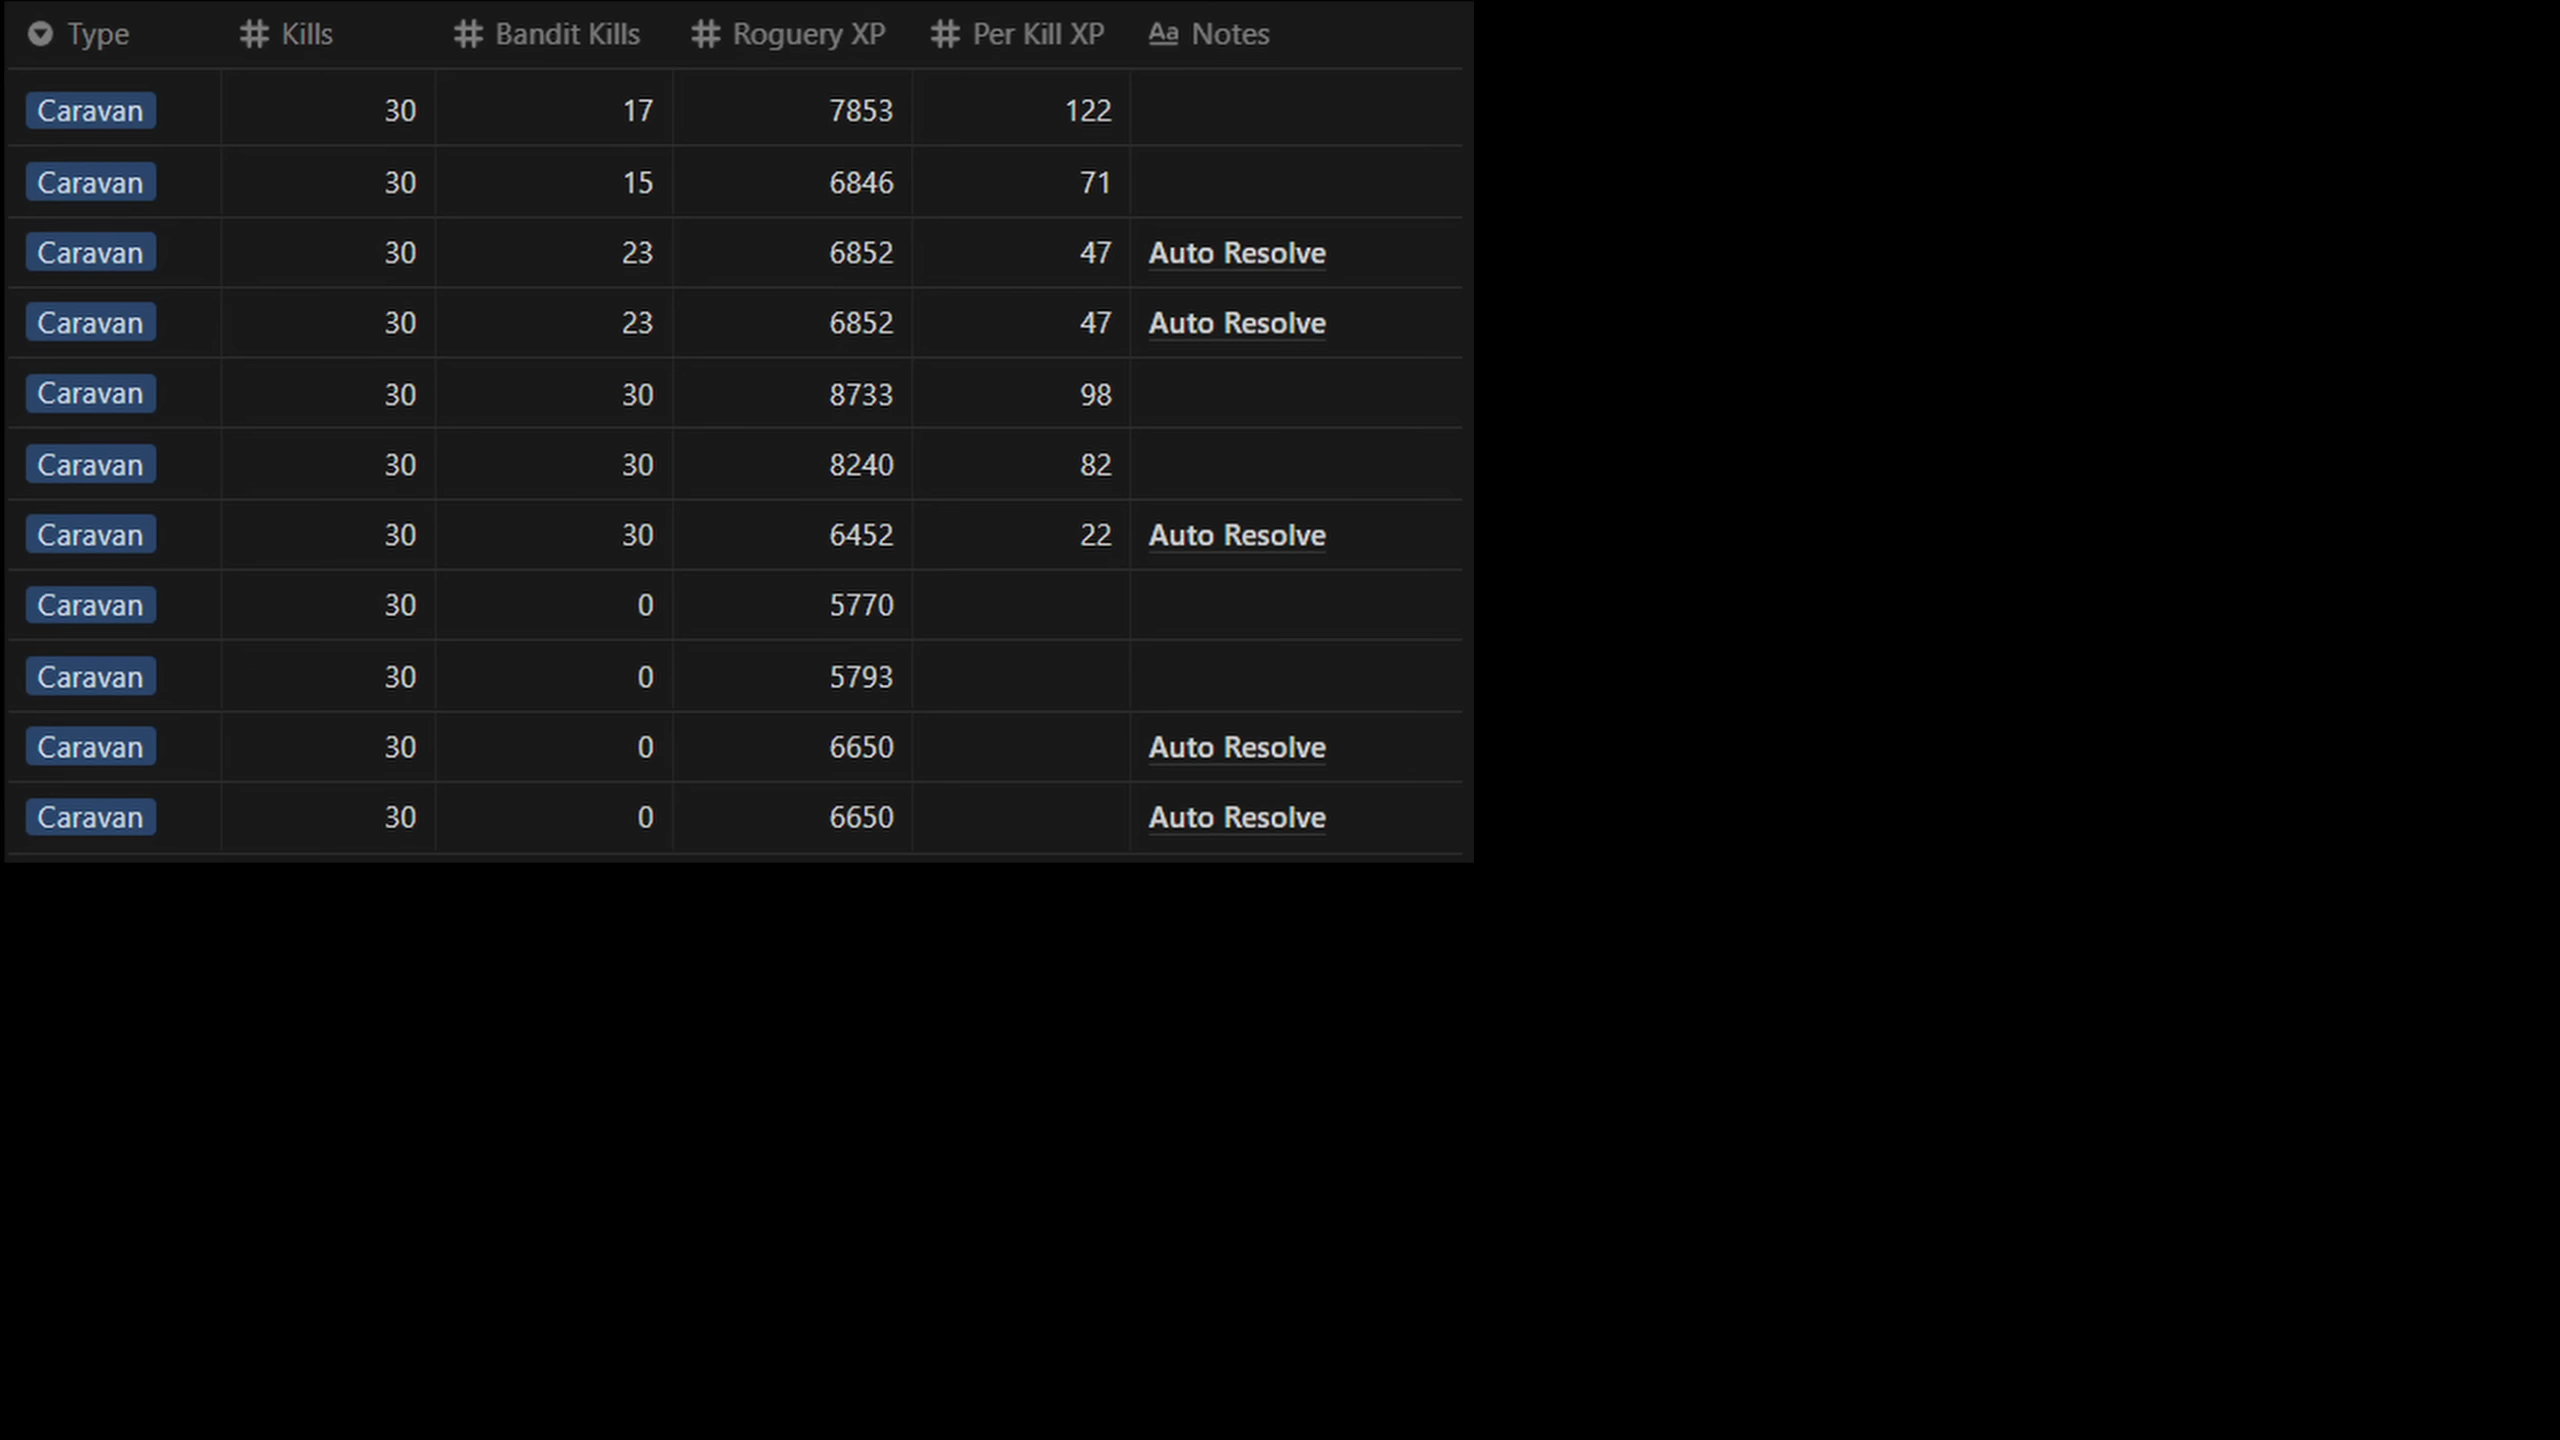 Type Kills Bandit Kills Roguery XP Per Kill XP Aa Notes
Caravan 30 17 7853 122
Caravan 30 15 6846 71
Caravan 30 23 6852 47 Auto Resolve
Caravan 30 23 6852 47 Auto Resolve
Caravan 30 30 8733 98
Caravan 30 30 8240 82
Caravan 30 30 6452 22 Auto Resolve
Caravan 30 0 5770
Caravan 30 0 5793
Caravan 30 0 6650 Auto Resolve
Caravan 30 0 6650 Auto Resolve